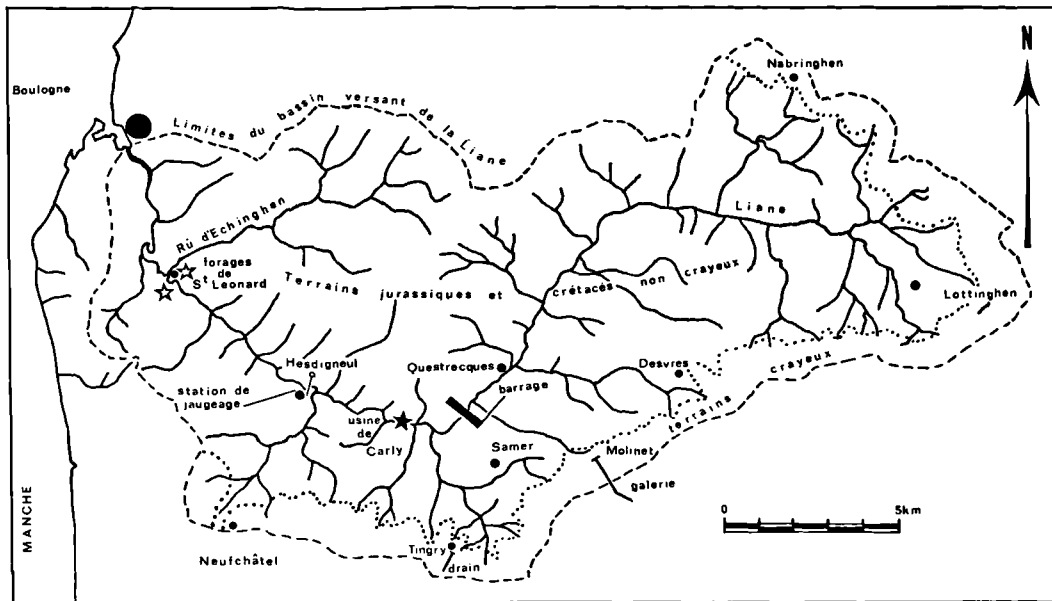 N
Nabringhen
Boulogne
Limites du bassin versant de la Liane
Liane
Rû d'Echinghen
forages
de
St Leonard
Terrains jurassiques et crétacés non crayeux
Lottinghen
Questrecques
Desvres
terrains crayeux
Hesdigneul
station de
jaugeage
barrage
usine
de
Carly
Samer
Molinet
galerie
0 5km
MANCHE
Neufchâtel
Tingry
drain